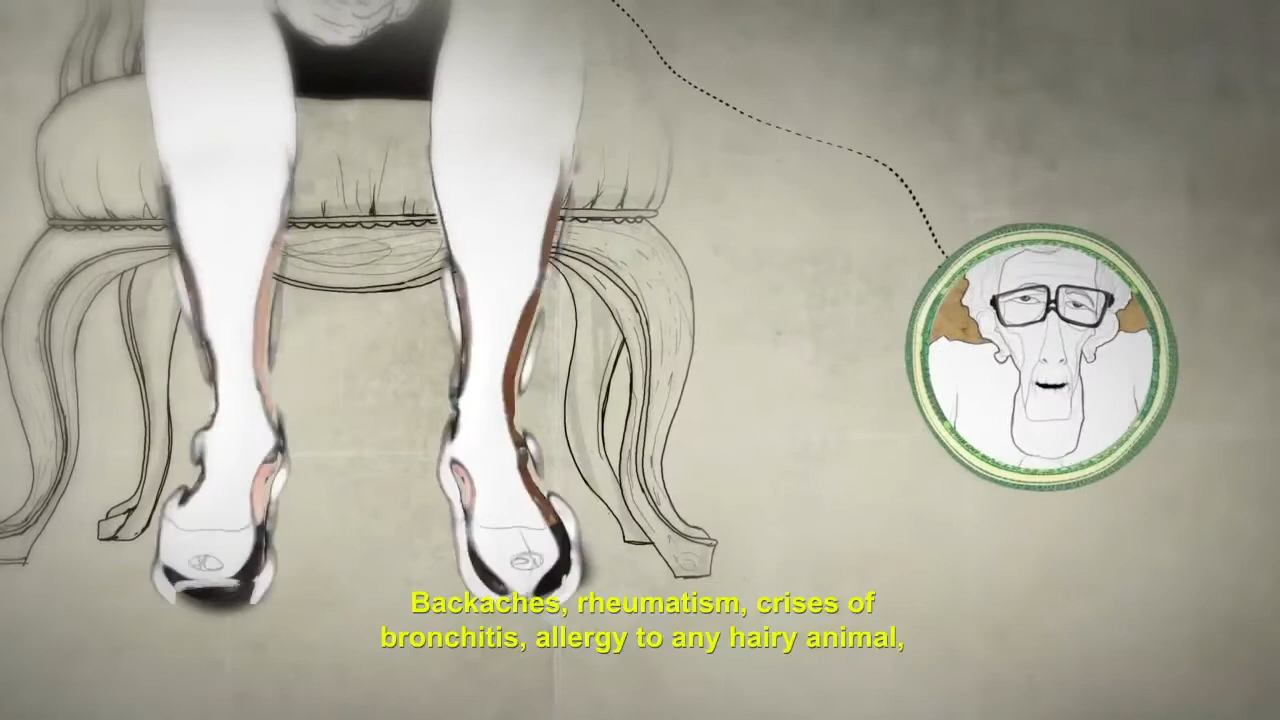 Backaches, rheumatism, crises of
bronchitis, allergy to any hairy animal,